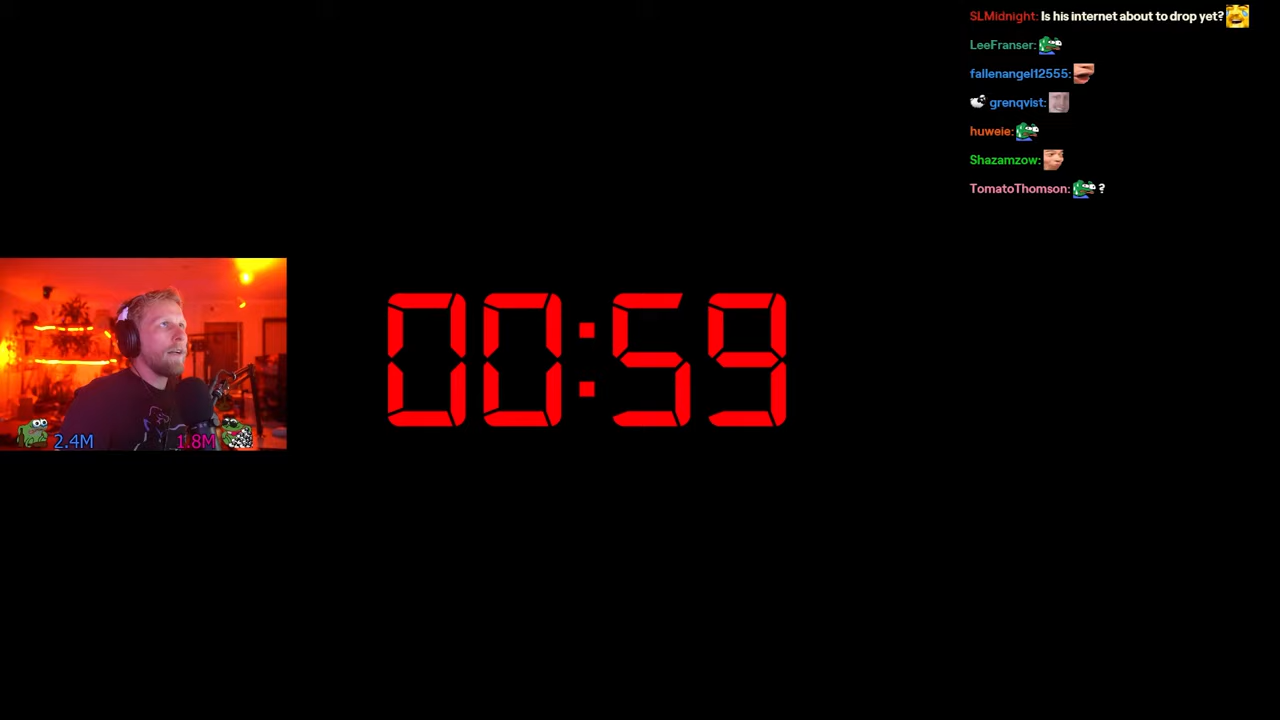 SLMidnight: Is his internet about to drop yet?
LeeFranser:
fallenangel12555:
grenqvist:
huweie:
Shazamzow:
TomatoThomson: ?
00:59
2.4M 1.8M